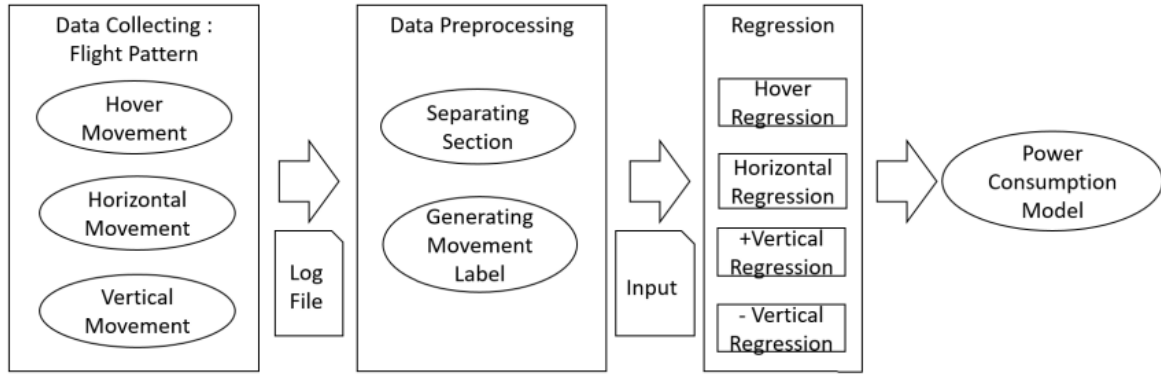 Data Collecting :
Flight Pattern
Hover
Movement
Horizontal
Movement
Vertical
Movement
Log
File
Data Preprocessing
Separating
Section
Generating
Movement
Label
Input
Regression
Hover
Regression
Horizontal
Regression
+Vertical
Regression
- Vertical
Regression
Power
Consumption
Model